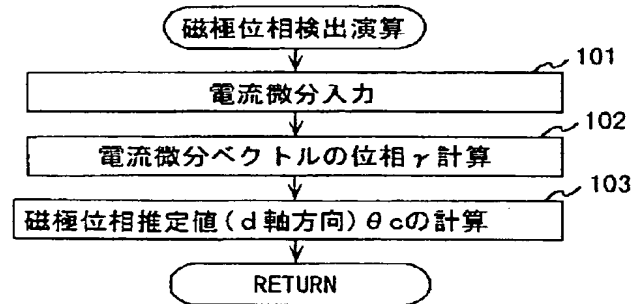 磁極位相検出演算
101
電流微分入力
102
電流微分ベクトルの位相γ計算
103
磁極位相推定値(d軸方向)θcの計算
RETURN